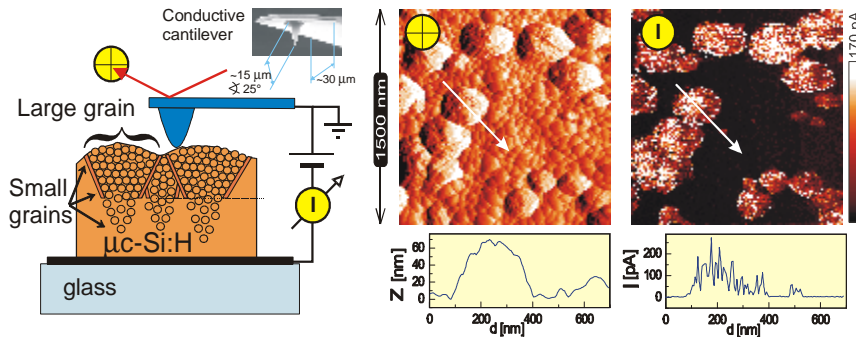 Conductive
cantilever
~15 μm
∢ 25°
~30 μm
Large grain
Small
grains
I
μc-Si:H
glass
1500 nm
I
170 pA
60
40
20
0
Z [nm]
0 200 400 600
d [nm]
200
100
0
I [pA]
0 200 400 600
d [nm]